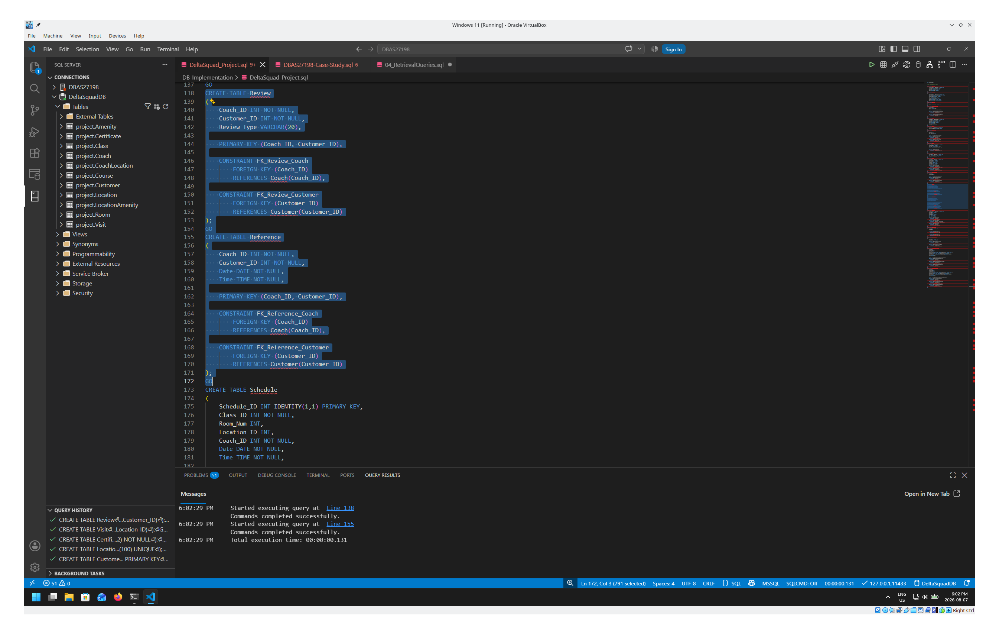 Windows 11 [Running] - Oracle VirtualBox
File Machine View Input Devices Help
File Edit Selection View Go Run Terminal Help
DBAS27198
Sign In
SQL SERVER
DeltaSquad_Project.sql 9+
DBAS27198-Case-Study.sql 6
04_RetrievalQueries.sql
DB_Implementation > DeltaSquad_Project.sql
CONNECTIONS
DBAS27198
DeltaSquadDB
Tables
External Tables
project.Amenity
project.Certificate
project.Class
project.Coach
project.CoachLocation
project.Course
project.Customer
project.Location
project.LocationAmenity
project.Room
project.Visit
Views
Synonyms
Programmability
External Resources
Service Broker
Storage
Security
137 GO
138 CREATE TABLE Review
139 (
140 Coach_ID INT NOT NULL,
141 Customer_ID INT NOT NULL,
142 Review_Type VARCHAR(20),
143
144 PRIMARY KEY (Coach_ID, Customer_ID),
145
146 CONSTRAINT FK_Review_Coach
147 FOREIGN KEY (Coach_ID)
148 REFERENCES Coach(Coach_ID),
149
150 CONSTRAINT FK_Review_Customer
151 FOREIGN KEY (Customer_ID)
152 REFERENCES Customer(Customer_ID)
153 );
154 GO
155 CREATE TABLE Reference
156 (
157 Coach_ID INT NOT NULL,
158 Customer_ID INT NOT NULL,
159 Date DATE NOT NULL,
160 Time TIME NOT NULL,
161
162 PRIMARY KEY (Coach_ID, Customer_ID),
163
164 CONSTRAINT FK_Reference_Coach
165 FOREIGN KEY (Coach_ID)
166 REFERENCES Coach(Coach_ID),
167
168 CONSTRAINT FK_Reference_Customer
169 FOREIGN KEY (Customer_ID)
170 REFERENCES Customer(Customer_ID)
171 );
172 GO
173 CREATE TABLE Schedule
174 (
175 Schedule_ID INT IDENTITY(1,1) PRIMARY KEY,
176 Class_ID INT NOT NULL,
177 Room_Num INT,
178 Location_ID INT,
179 Coach_ID INT NOT NULL,
180 Date DATE NOT NULL,
181 Time TIME NOT NULL,
182
PROBLEMS 51 OUTPUT DEBUG CONSOLE TERMINAL PORTS QUERY RESULTS
Messages
Open in New Tab
6:02:29 PM Started executing query at Line 138
Commands completed successfully.
6:02:29 PM Started executing query at Line 155
Commands completed successfully.
6:02:29 PM Total execution time: 00:00:00.131
QUERY HISTORY
CREATE TABLE Review⏎...Customer_ID)⏎);...
CREATE TABLE Visit⏎...Location_ID)⏎);⏎G...
CREATE TABLE Certifi...,2) NOT NULL⏎);⏎...
CREATE TABLE Locatio...(100) UNIQUE⏎);...
CREATE TABLE Custome... PRIMARY KEY⏎...
BACKGROUND TASKS
51 0
Ln 172, Col 3 (791 selected) Spaces: 4 UTF-8 CRLF {} SQL MSSQL SQLCMD: Off 00:00:00.131 127.0.0.1,11433 DeltaSquadDB
ENG
US
6:02 PM
2026-08-07
Right Ctrl